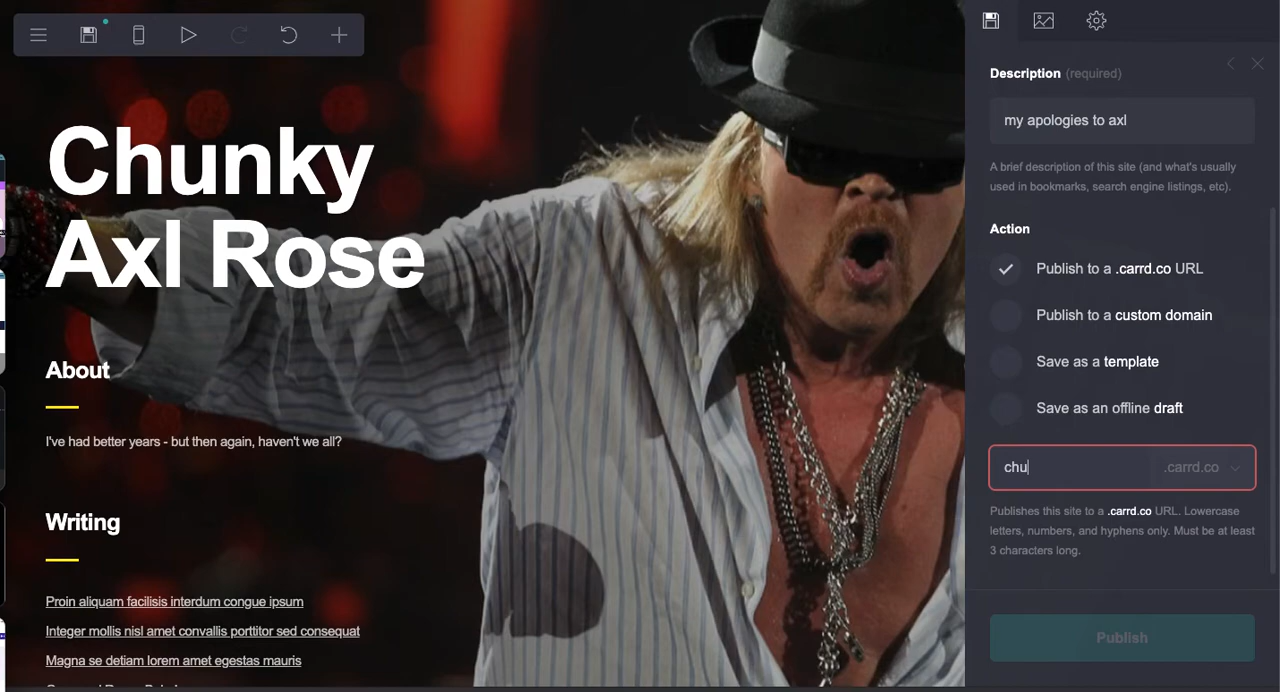 Chunky
Axl Rose
About
I've had better years - but then again, haven't we all?
Writing
Proin aliquam facilisis interdum congue ipsum
Integer mollis nisl amet convallis porttitor sed consequat
Magna se detiam lorem amet egestas mauris
Description (required)
my apologies to axl
A brief description of this site (and what's usually
used in bookmarks, search engine listings, etc).
Action
Publish to a .carrd.co URL
Publish to a custom domain
Save as a template
Save as an offline draft
chu .carrd.co
Publishes this site to a .carrd.co URL. Lowercase
letters, numbers, and hyphens only. Must be at least
3 characters long.
Publish